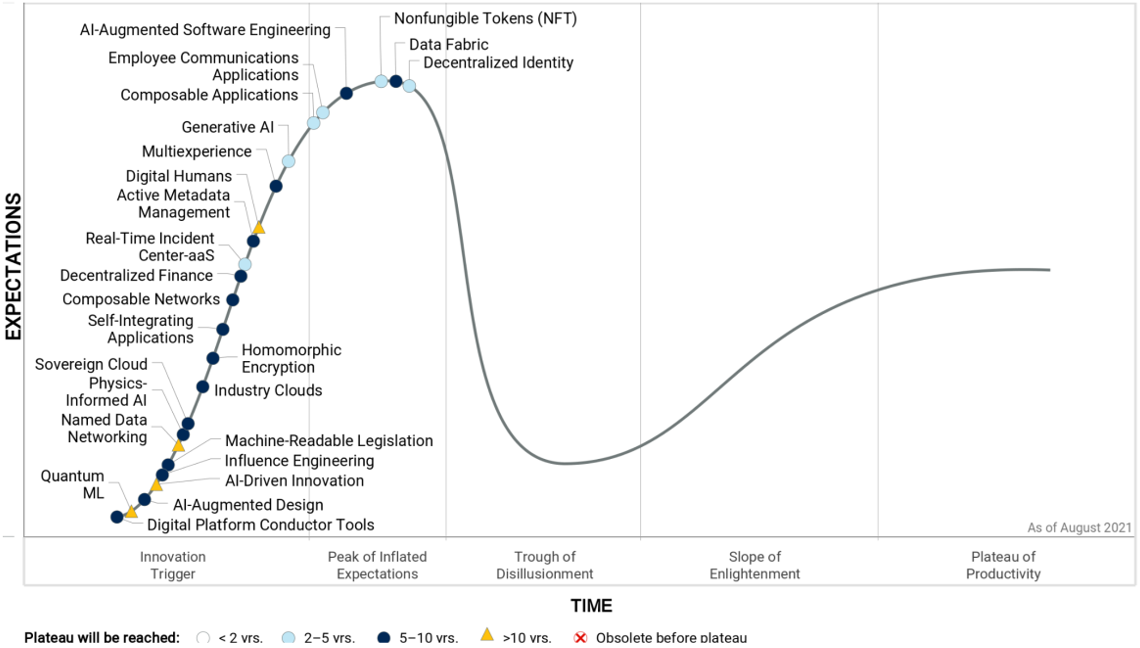 Nonfungible Tokens (NFT)
AI-Augmented Software Engineering
Data Fabric
Employee Communications
Applications
Decentralized Identity
Composable Applications
Generative AI
Multiexperience
Digital Humans
Active Metadata
Management
Real-Time Incident
Center-aaS
Decentralized Finance
Composable Networks
Self-Integrating
Applications
Homomorphic
Encryption
Sovereign Cloud
Physics-
Informed AI
Industry Clouds
Named Data
Networking
Machine-Readable Legislation
Influence Engineering
AI-Driven Innovation
Quantum
ML
AI-Augmented Design
Digital Platform Conductor Tools
EXPECTATIONS
As of August 2021
Innovation
Trigger
Peak of Inflated
Expectations
Trough of
Disillusionment
Slope of
Enlightenment
Plateau of
Productivity
TIME
Plateau will be reached: < 2 yrs. 2–5 yrs. 5–10 yrs. >10 yrs. Obsolete before plateau